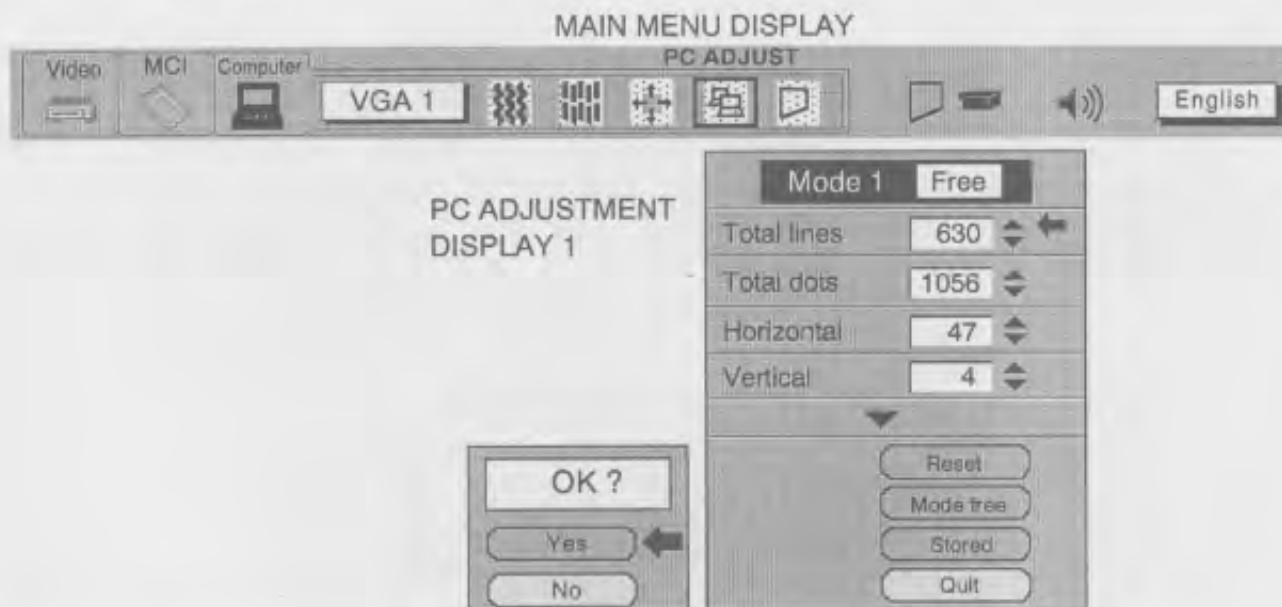 MAIN MENU DISPLAY
PC ADJUST
Video MCI Computer
VGA 1
English
PC ADJUSTMENT
DISPLAY 1
Mode 1 Free
Total lines 630
Total dots 1056
Horizontal 47
Vertical 4
Reset
Mode free
Stored
Quit
OK ?
Yes
No